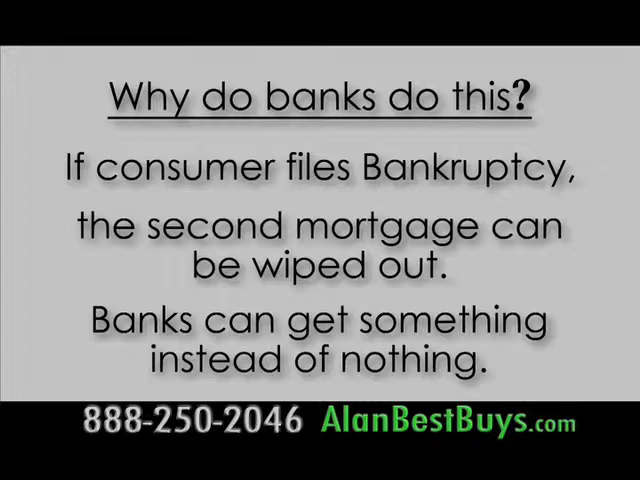 Why do banks do this?
If consumer files Bankruptcy,
the second mortgage can
be wiped out.
Banks can get something
instead of nothing.
888-250-2046 AlanBestBuys.com